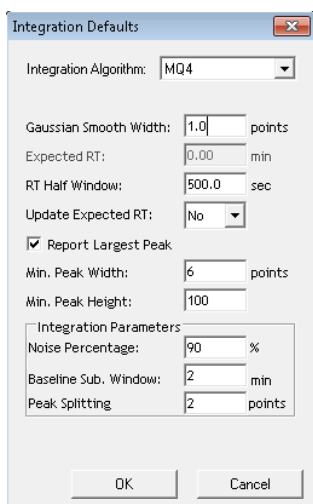 Integration Defaults
Integration Algorithm: MQ4
Gaussian Smooth Width: 1.0 points
Expected RT: 0.00 min
RT Half Window: 500.0 sec
Update Expected RT: No
Report Largest Peak
Min. Peak Width: 6 points
Min. Peak Height: 100
Integration Parameters
Noise Percentage: 90 %
Baseline Sub. Window: 2 min
Peak Splitting 2 points
OK Cancel